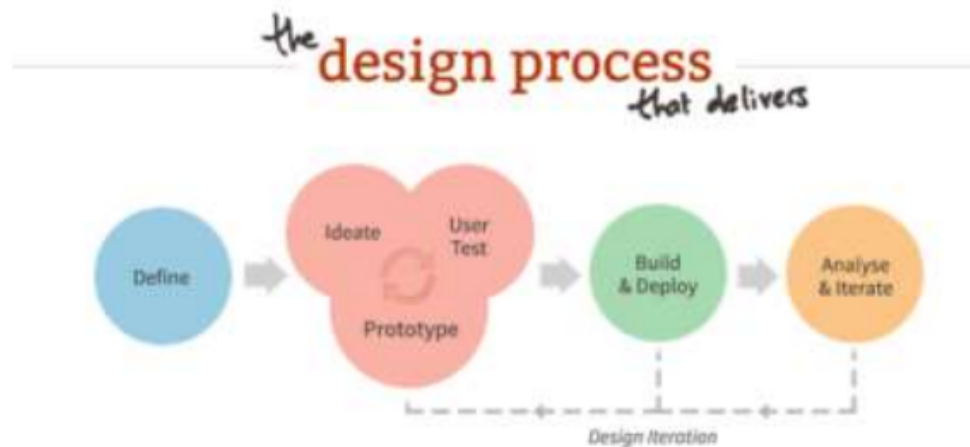 the
design process
that delivers
Define
Ideate
User
Test
Prototype
Build
& Deploy
Analyse
& Iterate
Design Iteration